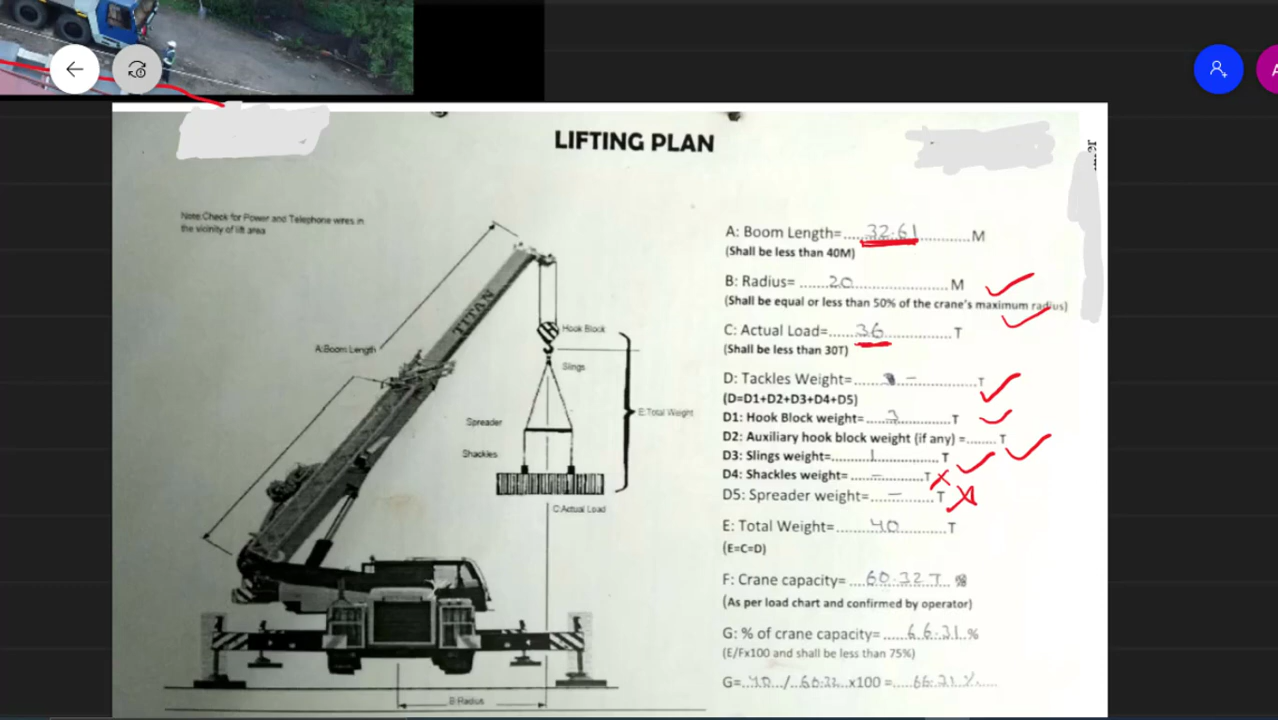 LIFTING PLAN
Note:Check for Power and Telephone wires in
the vicinity of lift area
TITAN
A:Boom Length
Hook Block
Slings
E:Total Weight
Spreader
Shackles
C:Actual Load
B:Radius
A: Boom Length=....32.61............M
(Shall be less than 40M)
B: Radius= .......20........................M
(Shall be equal or less than 50% of the crane's maximum radius)
C: Actual Load=......36.................T
(Shall be less than 30T)
D: Tackles Weight=......-..............T
(D=D1+D2+D3+D4+D5)
D1: Hook Block weight=.....3..............T
D2: Auxiliary hook block weight (if any) =........T
D3: Slings weight=.........1...............T
D4: Shackles weight=......-...........T
D5: Spreader weight=....-........T
E: Total Weight=.......40............T
(E=C=D)
F: Crane capacity=...60.32 T
(As per load chart and confirmed by operator)
G: % of crane capacity=....66.31..%
(E/Fx100 and shall be less than 75%)
G=..40../..60.32..x100 =....66.31 %.....
A